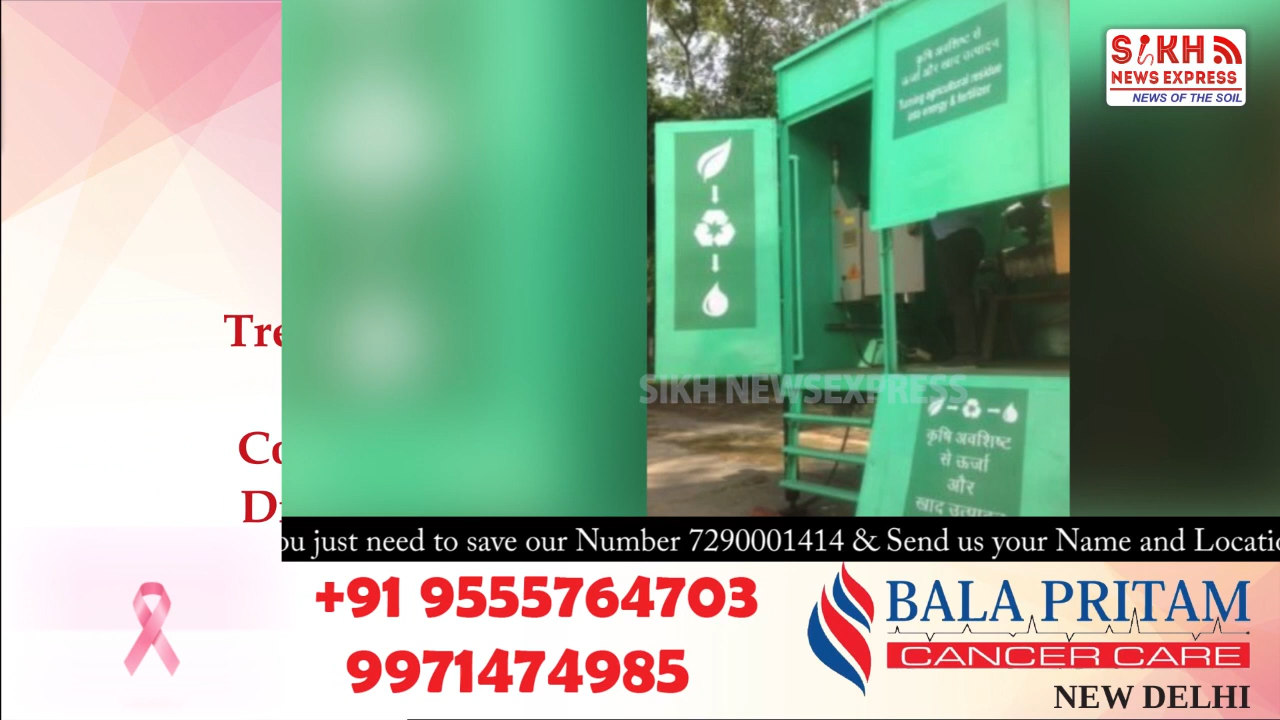 SIKH
NEWS EXPRESS
NEWS OF THE SOIL
कृषि अवशिष्ट से
ऊर्जा और खाद उत्पादन
Turning agricultural residue
into energy & fertilizer
Tre
SIKH NEWSEXPRESS
कृषि अवशिष्ट
से ऊर्जा
और
खाद उत्पादन
Co
D
ou just need to save our Number 7290001414 & Send us your Name and Locatio
+91 9555764703
9971474985
BALA PRITAM
CANCER CARE
NEW DELHI